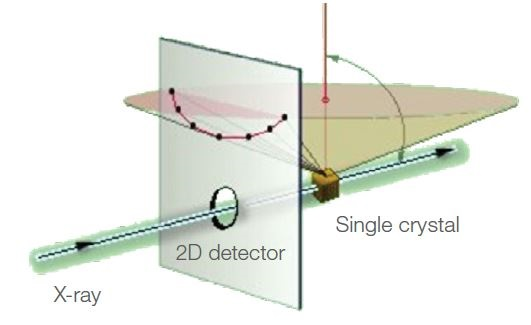 Single crystal
2D detector
X-ray